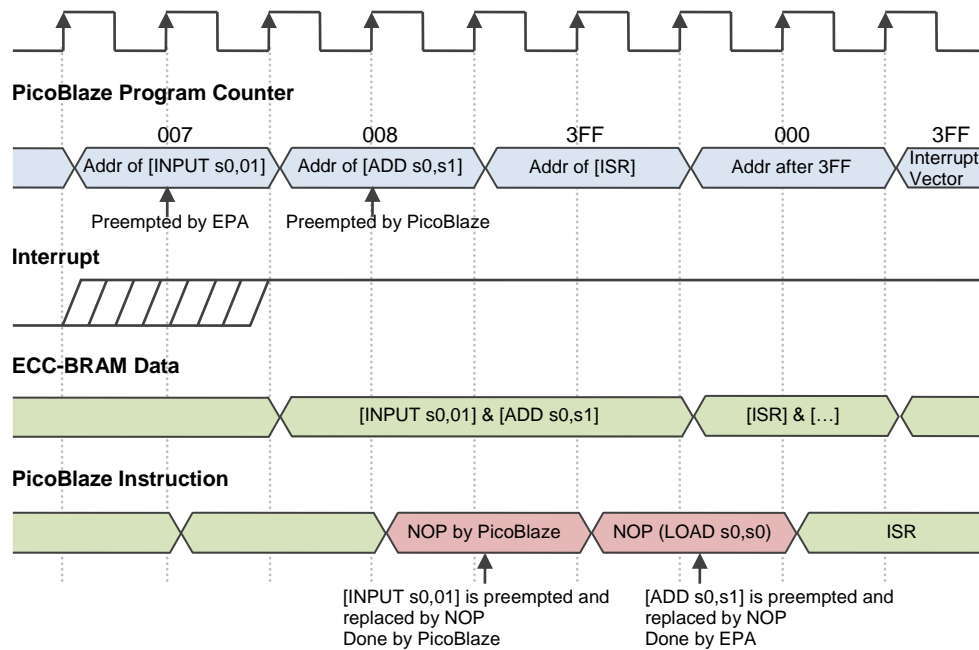 PicoBlaze Program Counter
007 008 3FF 000 3FF
Addr of [INPUT s0,01] Addr of [ADD s0,s1] Addr of [ISR] Addr after 3FF Interrupt
Vector
Preempted by EPA Preempted by PicoBlaze
Interrupt
ECC-BRAM Data
[INPUT s0,01] & [ADD s0,s1] [ISR] & […]
PicoBlaze Instruction
NOP by PicoBlaze NOP (LOAD s0,s0) ISR
[INPUT s0,01] is preempted and
replaced by NOP
Done by PicoBlaze
[ADD s0,s1] is preempted and
replaced by NOP
Done by EPA